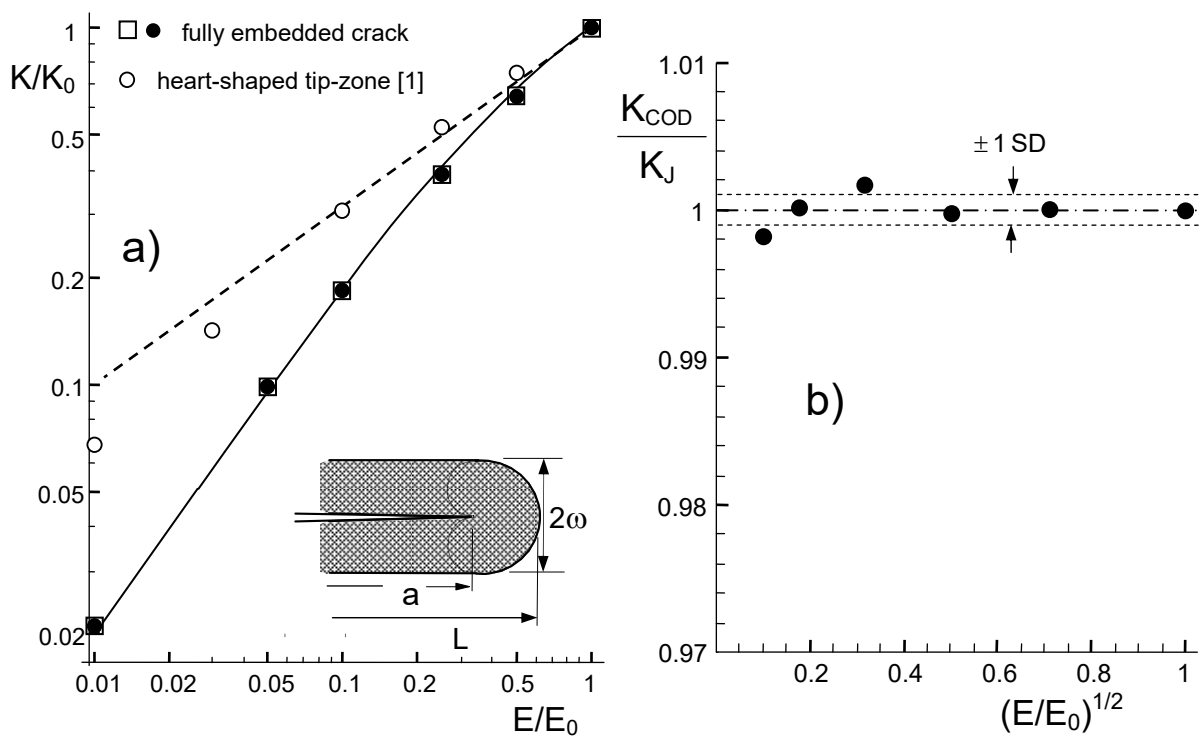 fully embedded crack
heart-shaped tip-zone [1]
K/K0
a)
1
0.5
0.2
0.1
0.05
0.02
0.01
0.02
0.05
0.1
0.2
0.5
1
E/E0
2ω
a
L
KCOD
KJ
1.01
1
0.99
0.98
0.97
± 1 SD
b)
0.2
0.4
0.6
0.8
1
(E/E0)1/2